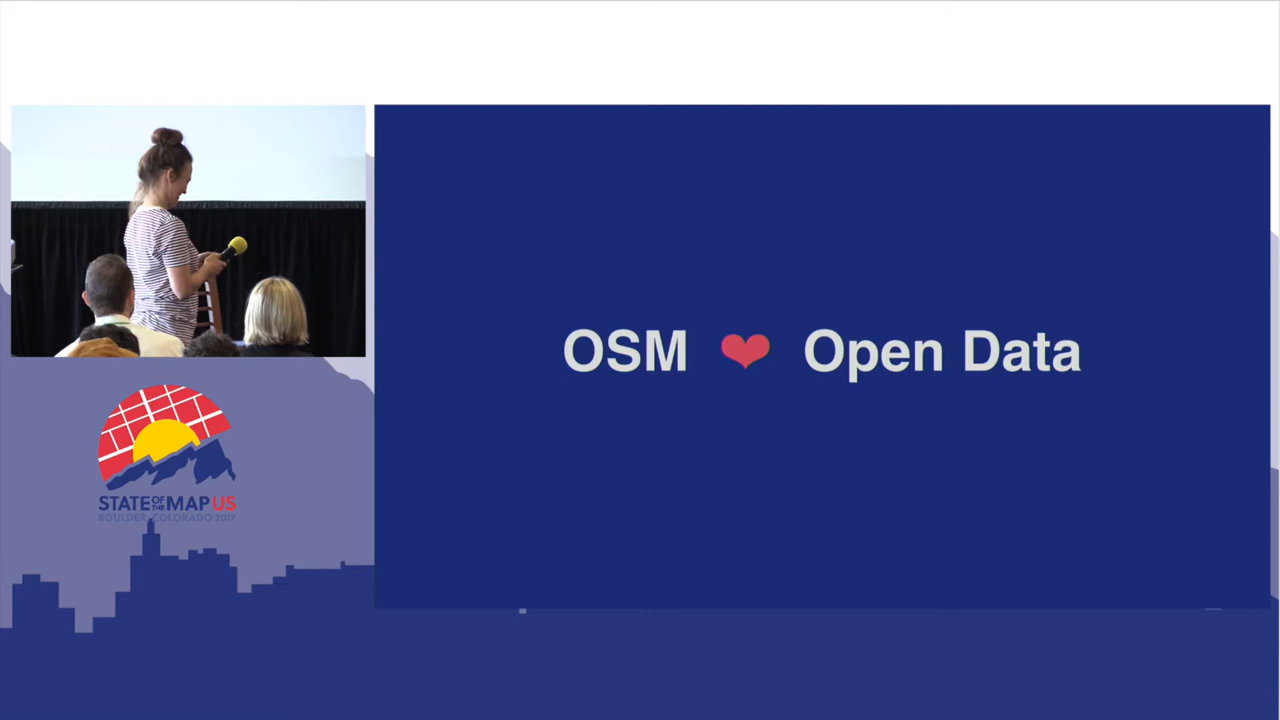 OSM ❤ Open Data
STATE OF THE MAP US
BOULDER, COLORADO 2017